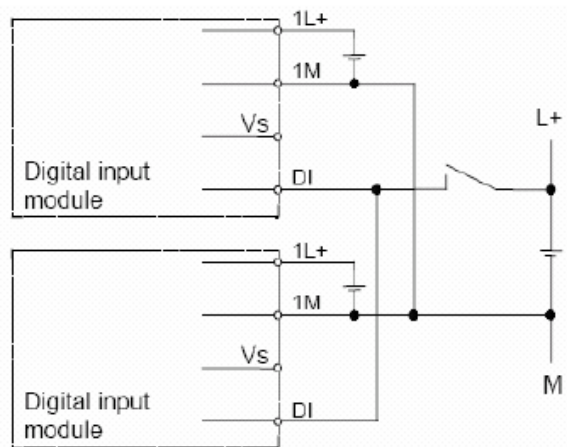 1L+
1M
Vs
Digital input
module
DI
L+
1L+
1M
Vs
Digital input
module
DI
M